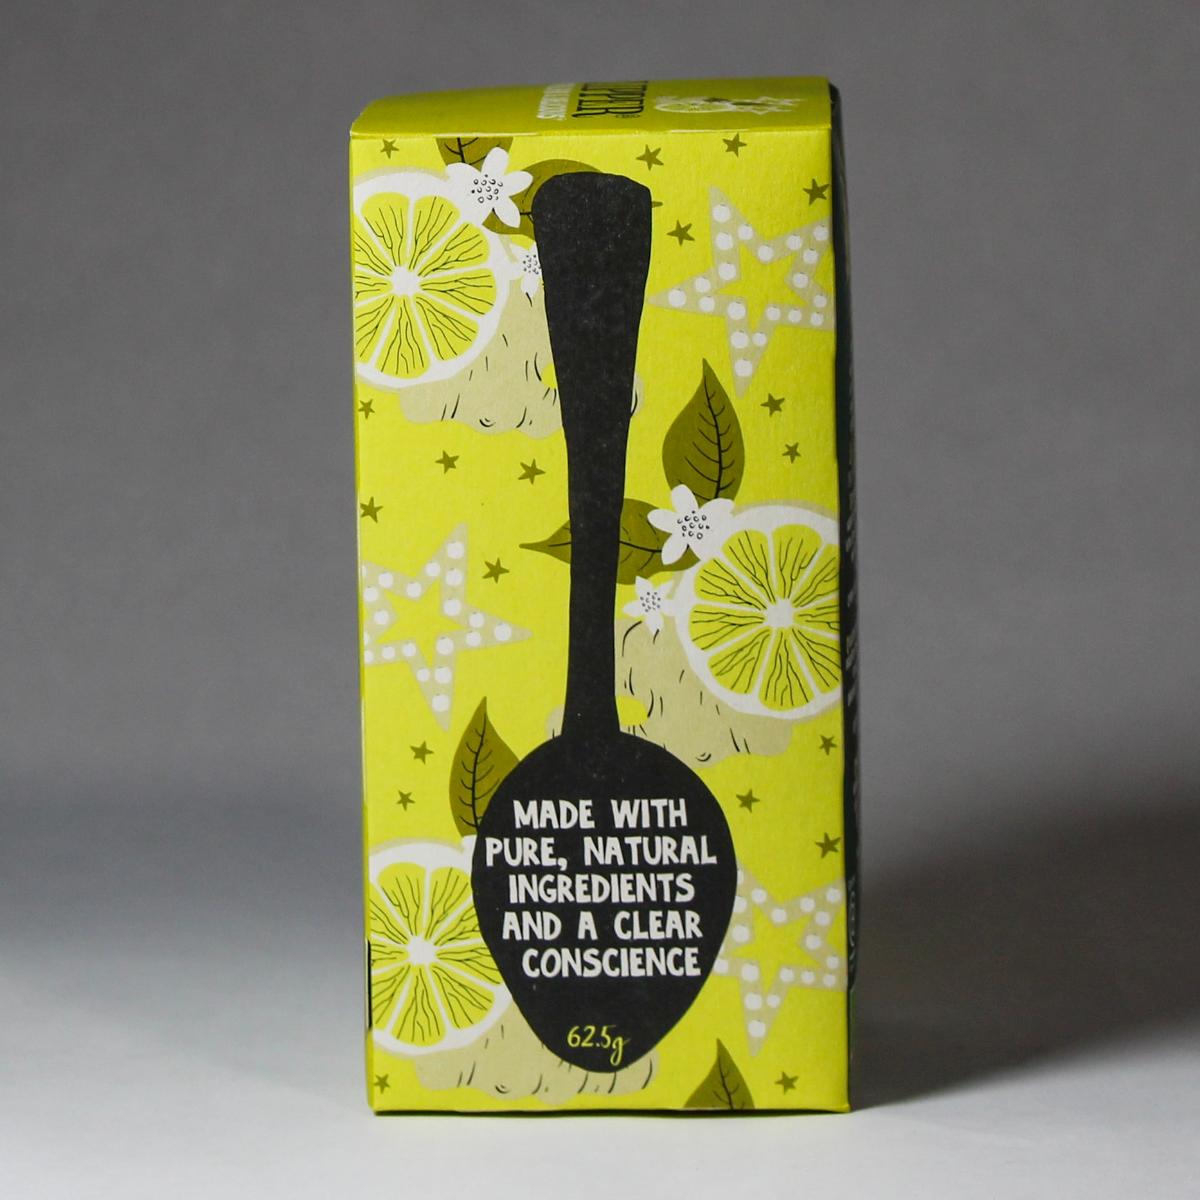 MADE WITH
PURE, NATURAL
INGREDIENTS
AND A CLEAR
CONSCIENCE
62.5g